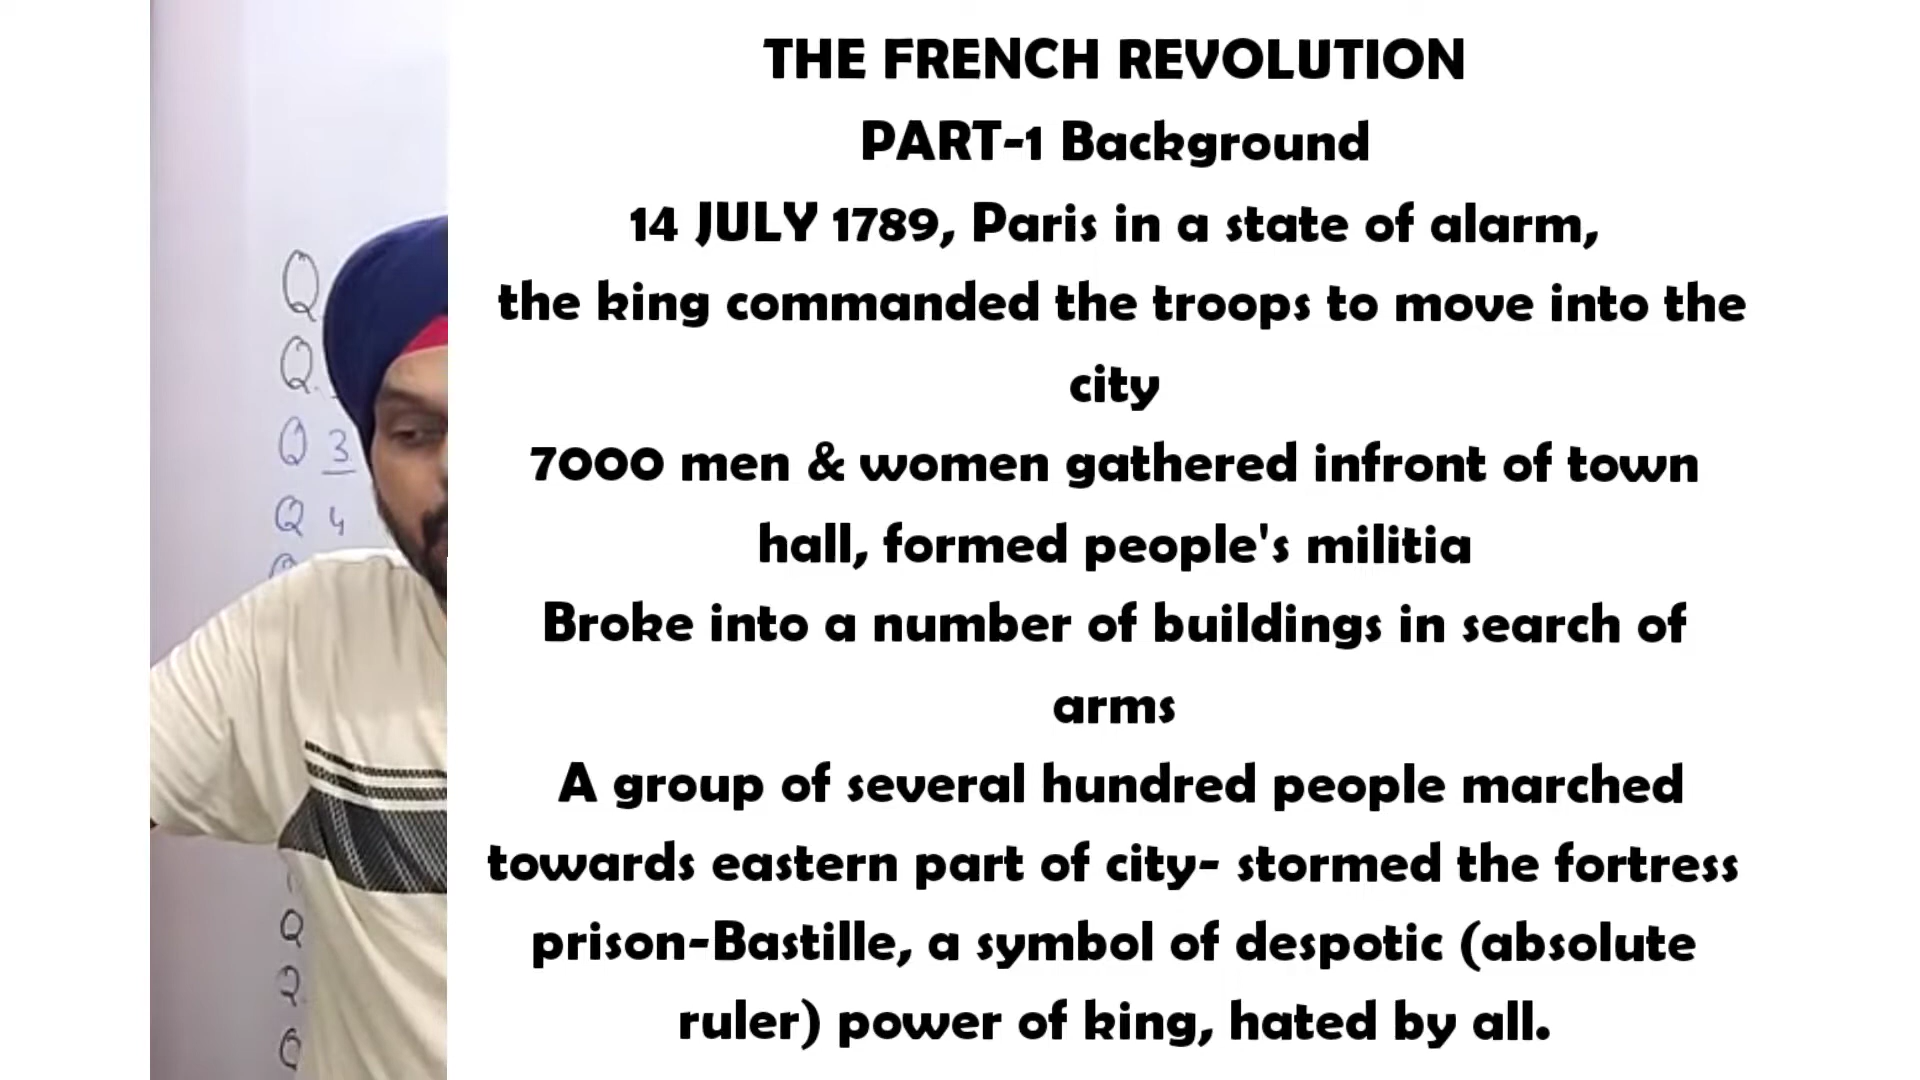 THE FRENCH REVOLUTION
PART-1 Background
14 JULY 1789, Paris in a state of alarm,
the king commanded the troops to move into the
city
7000 men & women gathered infront of town
hall, formed people's militia
Broke into a number of buildings in search of
arms
A group of several hundred people marched
towards eastern part of city- stormed the fortress
prison-Bastille, a symbol of despotic (absolute
ruler) power of king, hated by all.
Q
Q.
Q 3
Q 4
Q
Q
Q